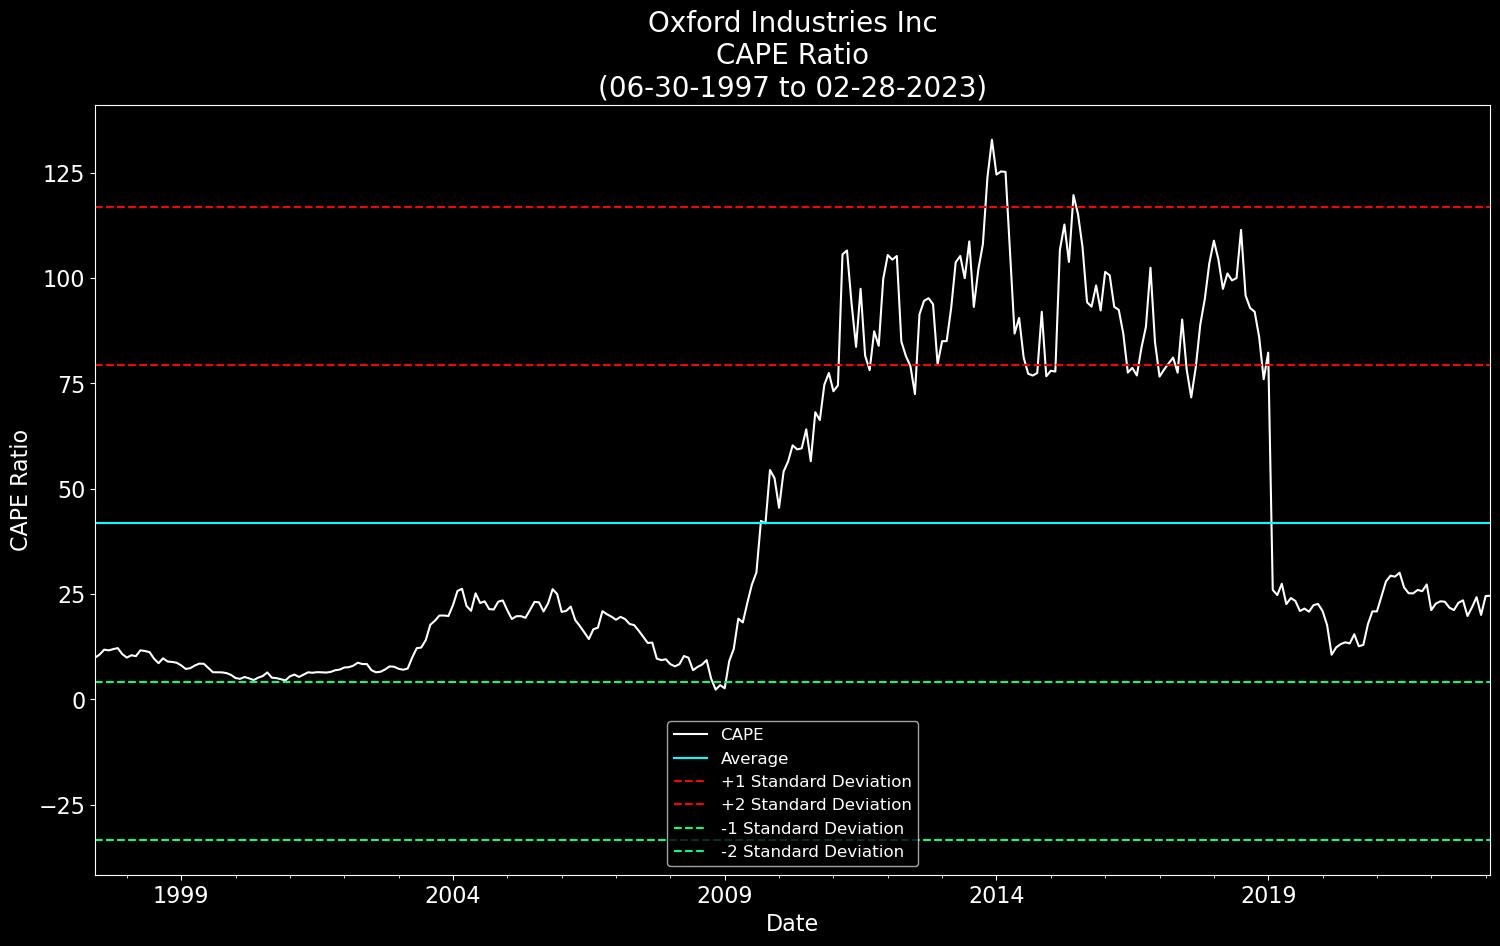 Oxford Industries Inc
CAPE Ratio
(06-30-1997 to 02-28-2023)
125
100
75
50
25
0
−25
CAPE Ratio
CAPE
Average
+1 Standard Deviation
+2 Standard Deviation
-1 Standard Deviation
-2 Standard Deviation
1999 2004 2009 2014 2019
Date